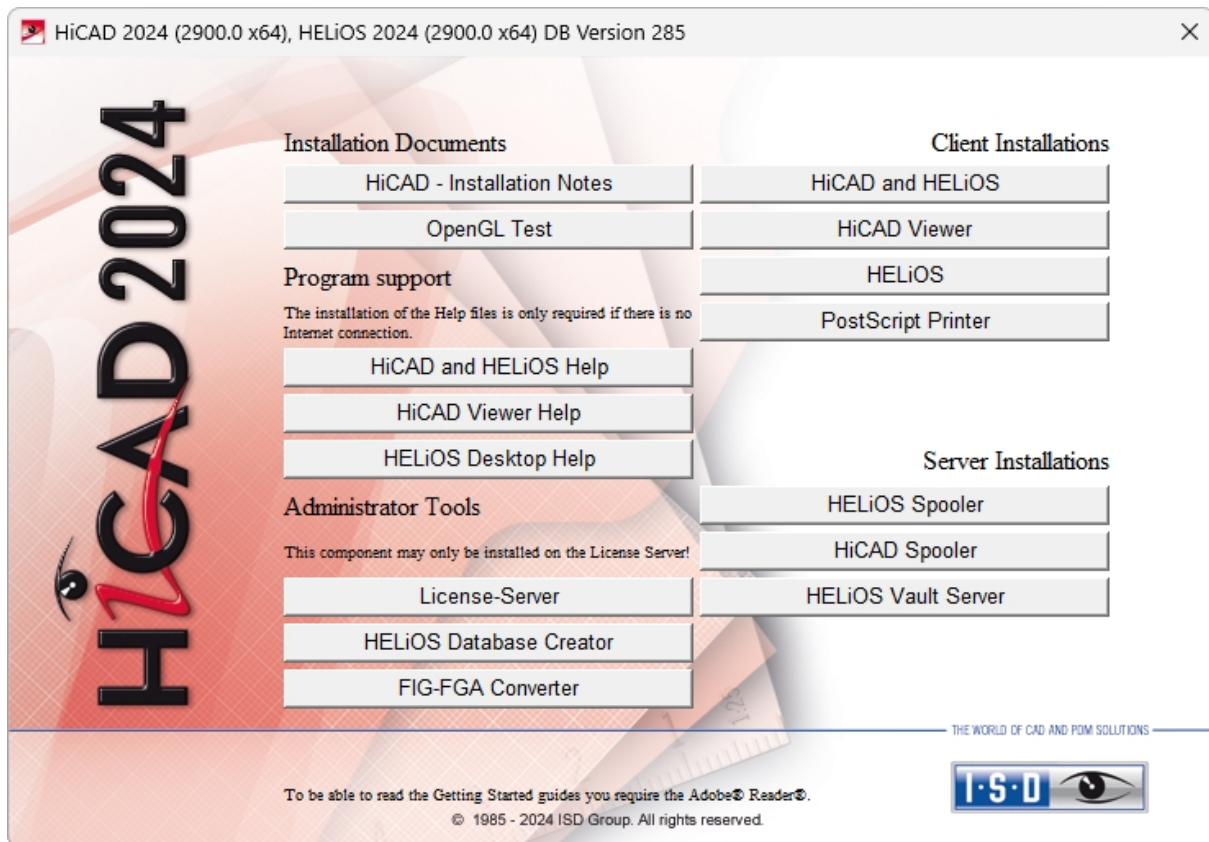 HiCAD 2024 (2900.0 x64), HELiOS 2024 (2900.0 x64) DB Version 285
HiCAD 2024
Installation Documents
HiCAD - Installation Notes
OpenGL Test
Program support
The installation of the Help files is only required if there is no
Internet connection.
HiCAD and HELiOS Help
HiCAD Viewer Help
HELiOS Desktop Help
Administrator Tools
This component may only be installed on the License Server!
License-Server
HELiOS Database Creator
FIG-FGA Converter
Client Installations
HiCAD and HELiOS
HiCAD Viewer
HELiOS
PostScript Printer
Server Installations
HELiOS Spooler
HiCAD Spooler
HELiOS Vault Server
THE WORLD OF CAD AND PDM SOLUTIONS
I·S·D
To be able to read the Getting Started guides you require the Adobe® Reader®.
© 1985 - 2024 ISD Group. All rights reserved.